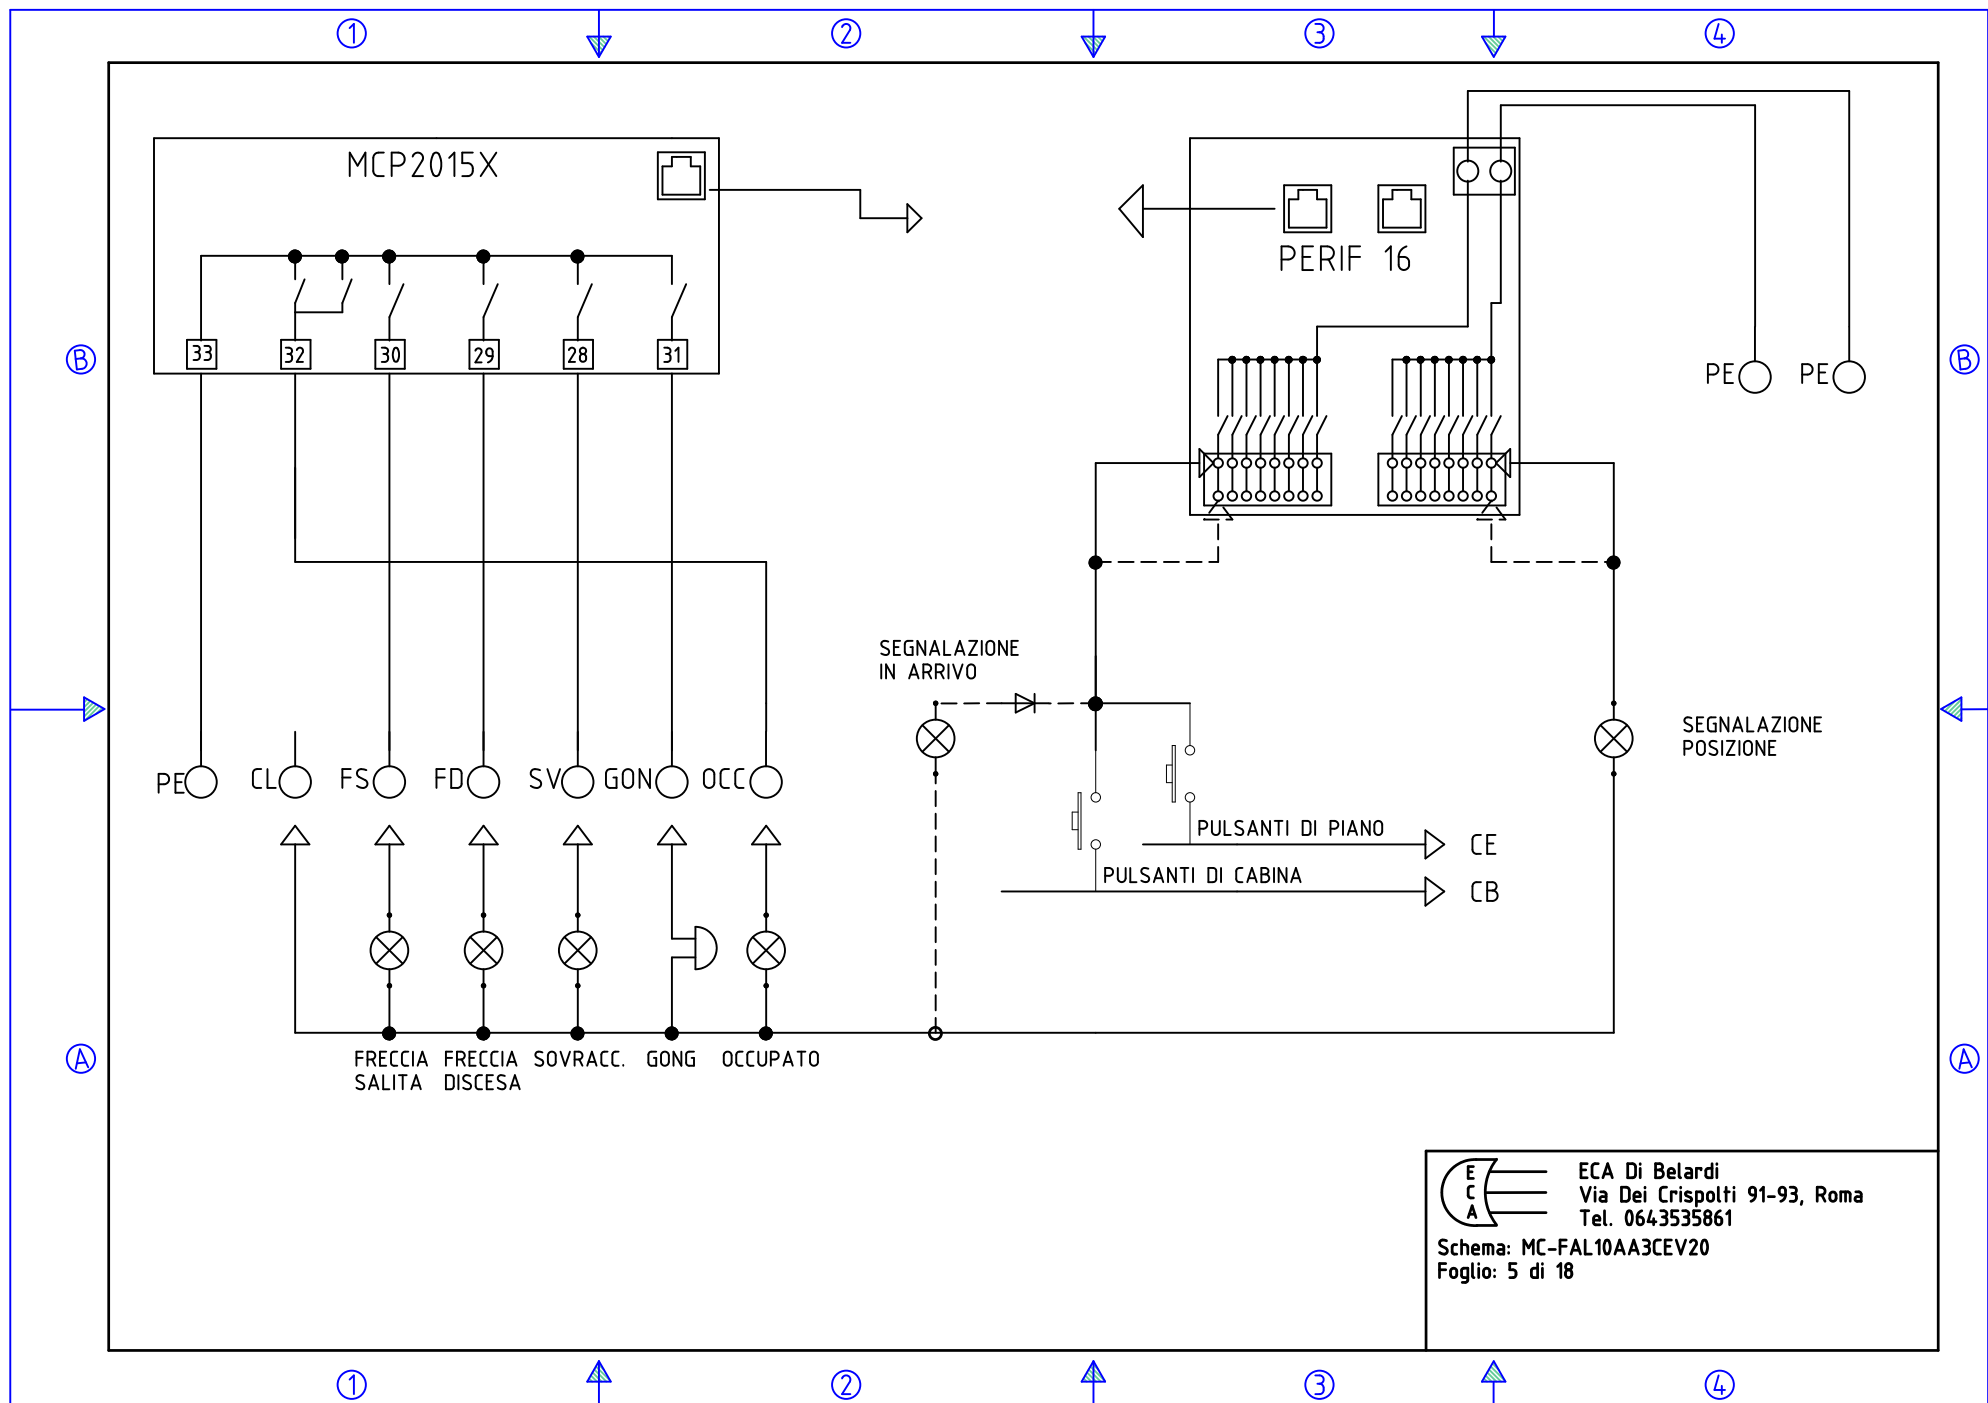 1 2 3 4
MCP2015X
PERIF 16
33 32 30 29 28 31
B B
PE PE
SEGNALAZIONE
IN ARRIVO
SEGNALAZIONE
POSIZIONE
PE CL FS FD SV GON OCC
PULSANTI DI PIANO CE
PULSANTI DI CABINA CB
A A
FRECCIA
SALITA
FRECCIA
DISCESA
SOVRACC.
GONG
OCCUPATO
E
C
A
ECA Di Belardi
Via Dei Crispolti 91-93, Roma
Tel. 0643535861
Schema: MC-FAL10AA3CEV20
Foglio: 5 di 18
1 2 3 4